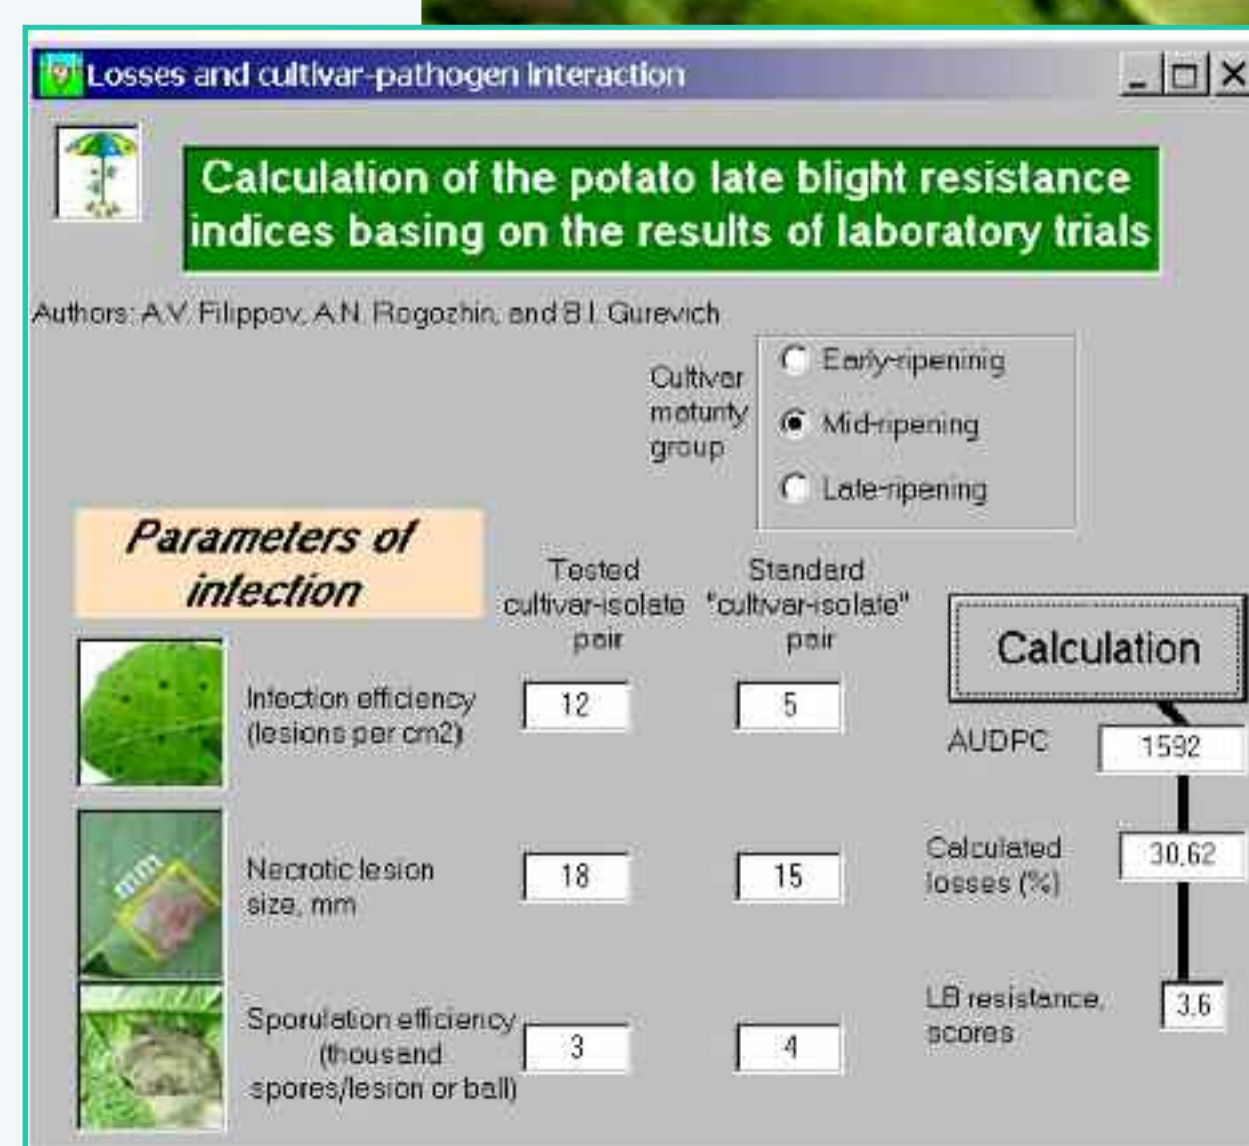 Losses and cultivar-pathogen interaction
Calculation of the potato late blight resistance
indices basing on the results of laboratory trials
Authors: A.V. Filippov, A.N. Rogozhin, and B.I. Gurevich
Cultivar
maturity
group
Early-ripeninig
Mid-ripening
Late-ripening
Parameters of
infection
Tested
cultivar-isolate
pair
Standard
"cultivar-isolate"
pair
Calculation
Infection efficiency
(lesions per cm2)
12
5
AUDPC
1592
mm
Necrotic lesion
size, mm
18
15
Calculated
losses (%)
30,62
Sporulation efficiency
(thousand
spores/lesion or ball)
3
4
LB resistance,
scores
3,6